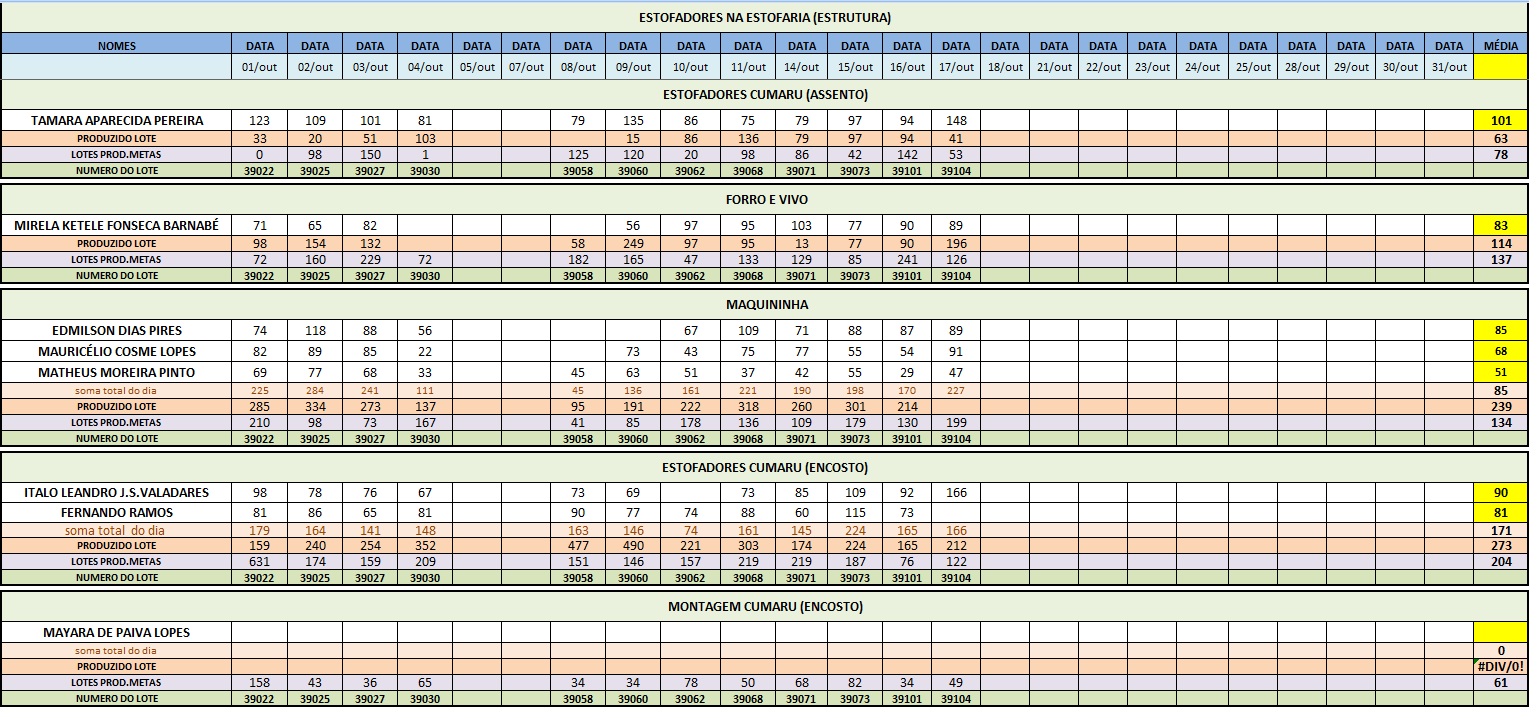 ESTOFADORES NA ESTOFARIA (ESTRUTURA)
NOMES DATA DATA DATA DATA DATA DATA DATA DATA DATA DATA DATA DATA DATA DATA DATA DATA DATA DATA DATA DATA DATA DATA DATA DATA MÉDIA
01/out 02/out 03/out 04/out 05/out 07/out 08/out 09/out 10/out 11/out 14/out 15/out 16/out 17/out 18/out 21/out 22/out 23/out 24/out 25/out 28/out 29/out 30/out 31/out
ESTOFADORES CUMARU (ASSENTO)
TAMARA APARECIDA PEREIRA 123 109 101 81 79 135 86 75 79 97 94 148 101
PRODUZIDO LOTE 33 20 51 103 15 86 136 79 97 94 41 63
LOTES PROD.METAS 0 98 150 1 125 120 20 98 86 42 142 53 78
NUMERO DO LOTE 39022 39025 39027 39030 39058 39060 39062 39068 39071 39073 39101 39104
FORRO E VIVO
MIRELA KETELE FONSECA BARNABÉ 71 65 82 56 97 95 103 77 90 89 83
PRODUZIDO LOTE 98 154 132 58 249 97 95 13 77 90 196 114
LOTES PROD.METAS 72 160 229 72 182 165 47 133 129 85 241 126 137
NUMERO DO LOTE 39022 39025 39027 39030 39058 39060 39062 39068 39071 39073 39101 39104
MAQUININHA
EDMILSON DIAS PIRES 74 118 88 56 67 109 71 88 87 89 85
MAURICÉLIO COSME LOPES 82 89 85 22 73 43 75 77 55 54 91 68
MATHEUS MOREIRA PINTO 69 77 68 33 45 63 51 37 42 55 29 47 51
soma total do dia 225 284 241 111 45 136 161 221 190 198 170 227 85
PRODUZIDO LOTE 285 334 273 137 95 191 222 318 260 301 214 239
LOTES PROD.METAS 210 98 73 167 41 85 178 136 109 179 130 199 134
NUMERO DO LOTE 39022 39025 39027 39030 39058 39060 39062 39068 39071 39073 39101 39104
ESTOFADORES CUMARU (ENCOSTO)
ITALO LEANDRO J.S.VALADARES 98 78 76 67 73 69 73 85 109 92 166 90
FERNANDO RAMOS 81 86 65 81 90 77 74 88 60 115 73 81
soma total do dia 179 164 141 148 163 146 74 161 145 224 165 166 171
PRODUZIDO LOTE 159 240 254 352 477 490 221 303 174 224 165 212 273
LOTES PROD.METAS 631 174 159 209 151 146 157 219 219 187 76 122 204
NUMERO DO LOTE 39022 39025 39027 39030 39058 39060 39062 39068 39071 39073 39101 39104
MONTAGEM CUMARU (ENCOSTO)
MAYARA DE PAIVA LOPES
soma total do dia 0
PRODUZIDO LOTE #DIV/0!
LOTES PROD.METAS 158 43 36 65 34 34 78 50 68 82 34 49 61
NUMERO DO LOTE 39022 39025 39027 39030 39058 39060 39062 39068 39071 39073 39101 39104